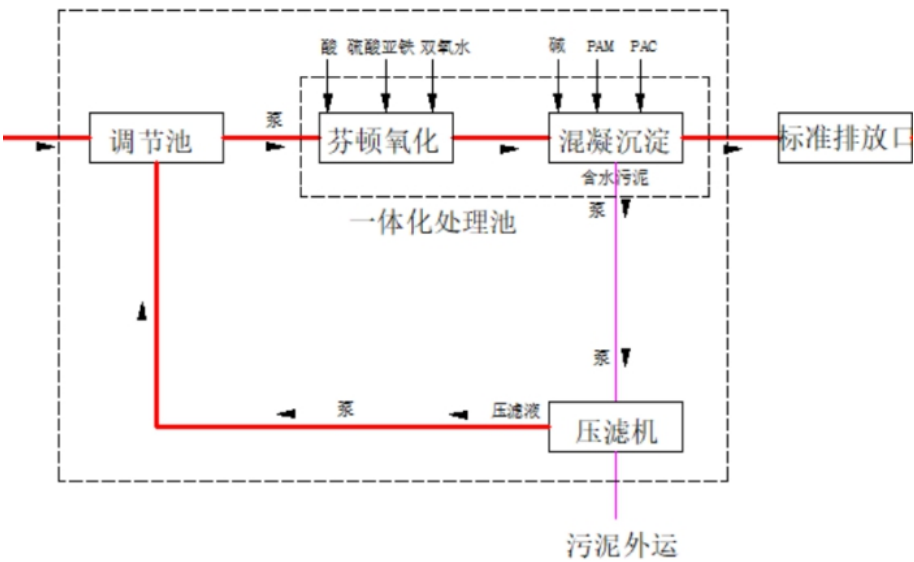 酸 硫酸亚铁 双氧水 碱 PAM PAC
泵
调节池 芬顿氧化 混凝沉淀 标准排放口
含水污泥
一体化处理池 泵
泵
泵 压滤液
压滤机
污泥外运